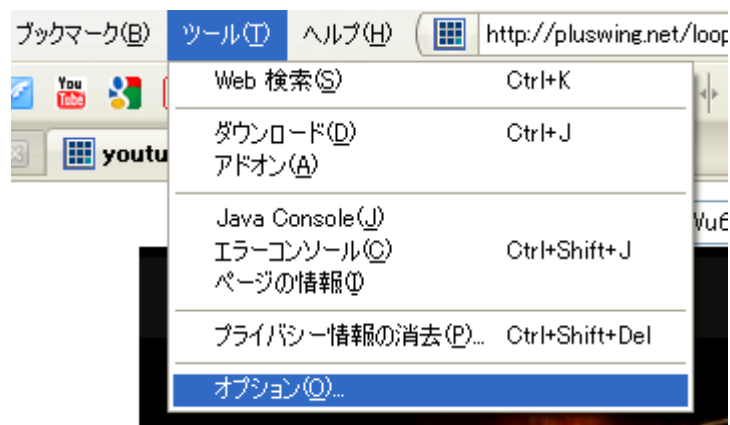 ブックマーク(B) ツール(T) ヘルプ(H) http://pluswing.net/loop
You Tube
Web 検索(S) Ctrl+K
youtu
ダウンロード(D) Ctrl+J
アドオン(A)
Java Console(J)
Vu6
エラーコンソール(C) Ctrl+Shift+J
ページの情報(I)
プライバシー情報の消去(P)... Ctrl+Shift+Del
オプション(O)...